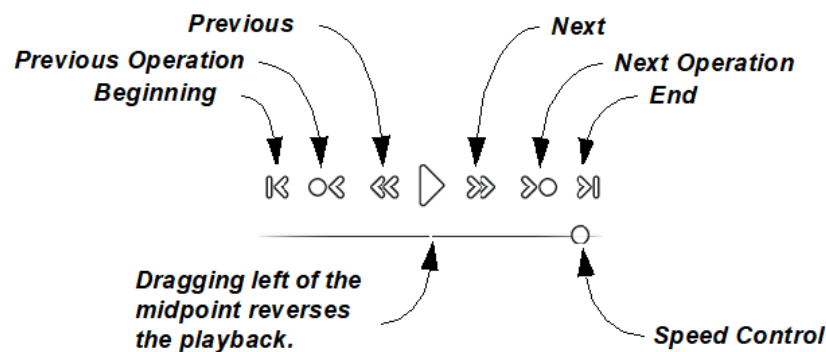 Previous
Next
Previous Operation
Next Operation
Beginning
End
Dragging left of the
midpoint reverses
the playback.
Speed Control